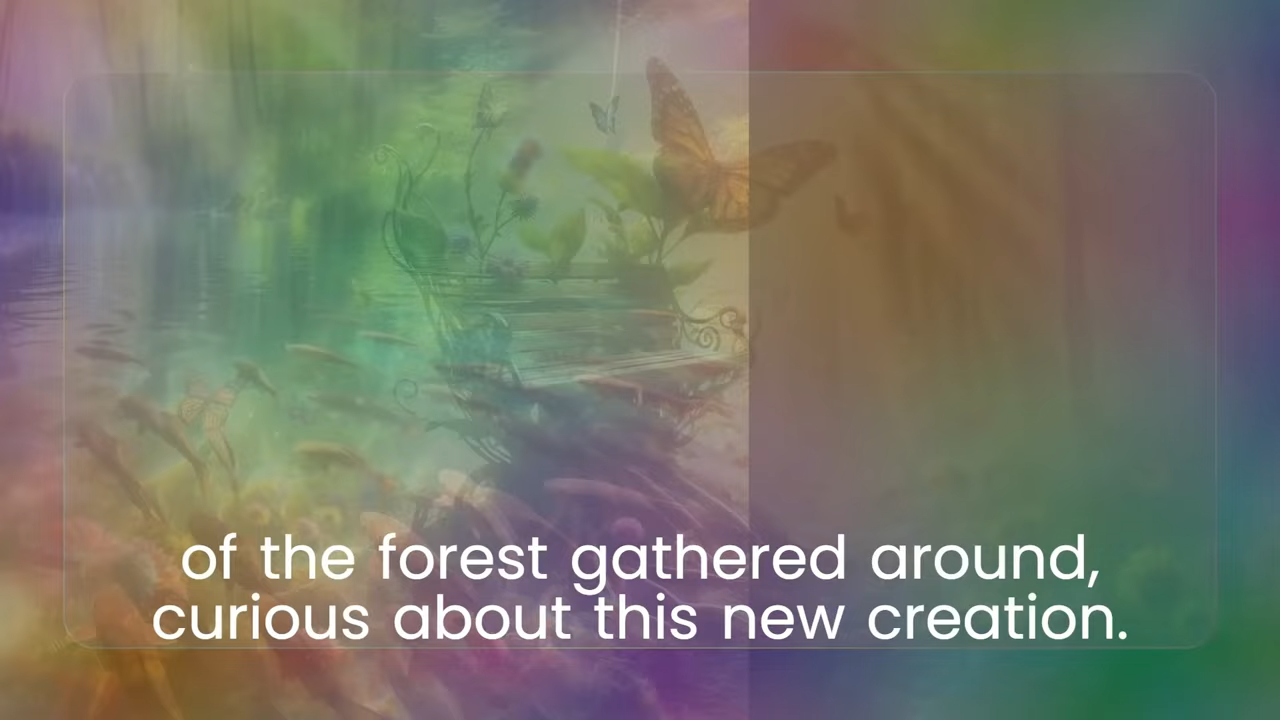 of the forest gathered around,
curious about this new creation.